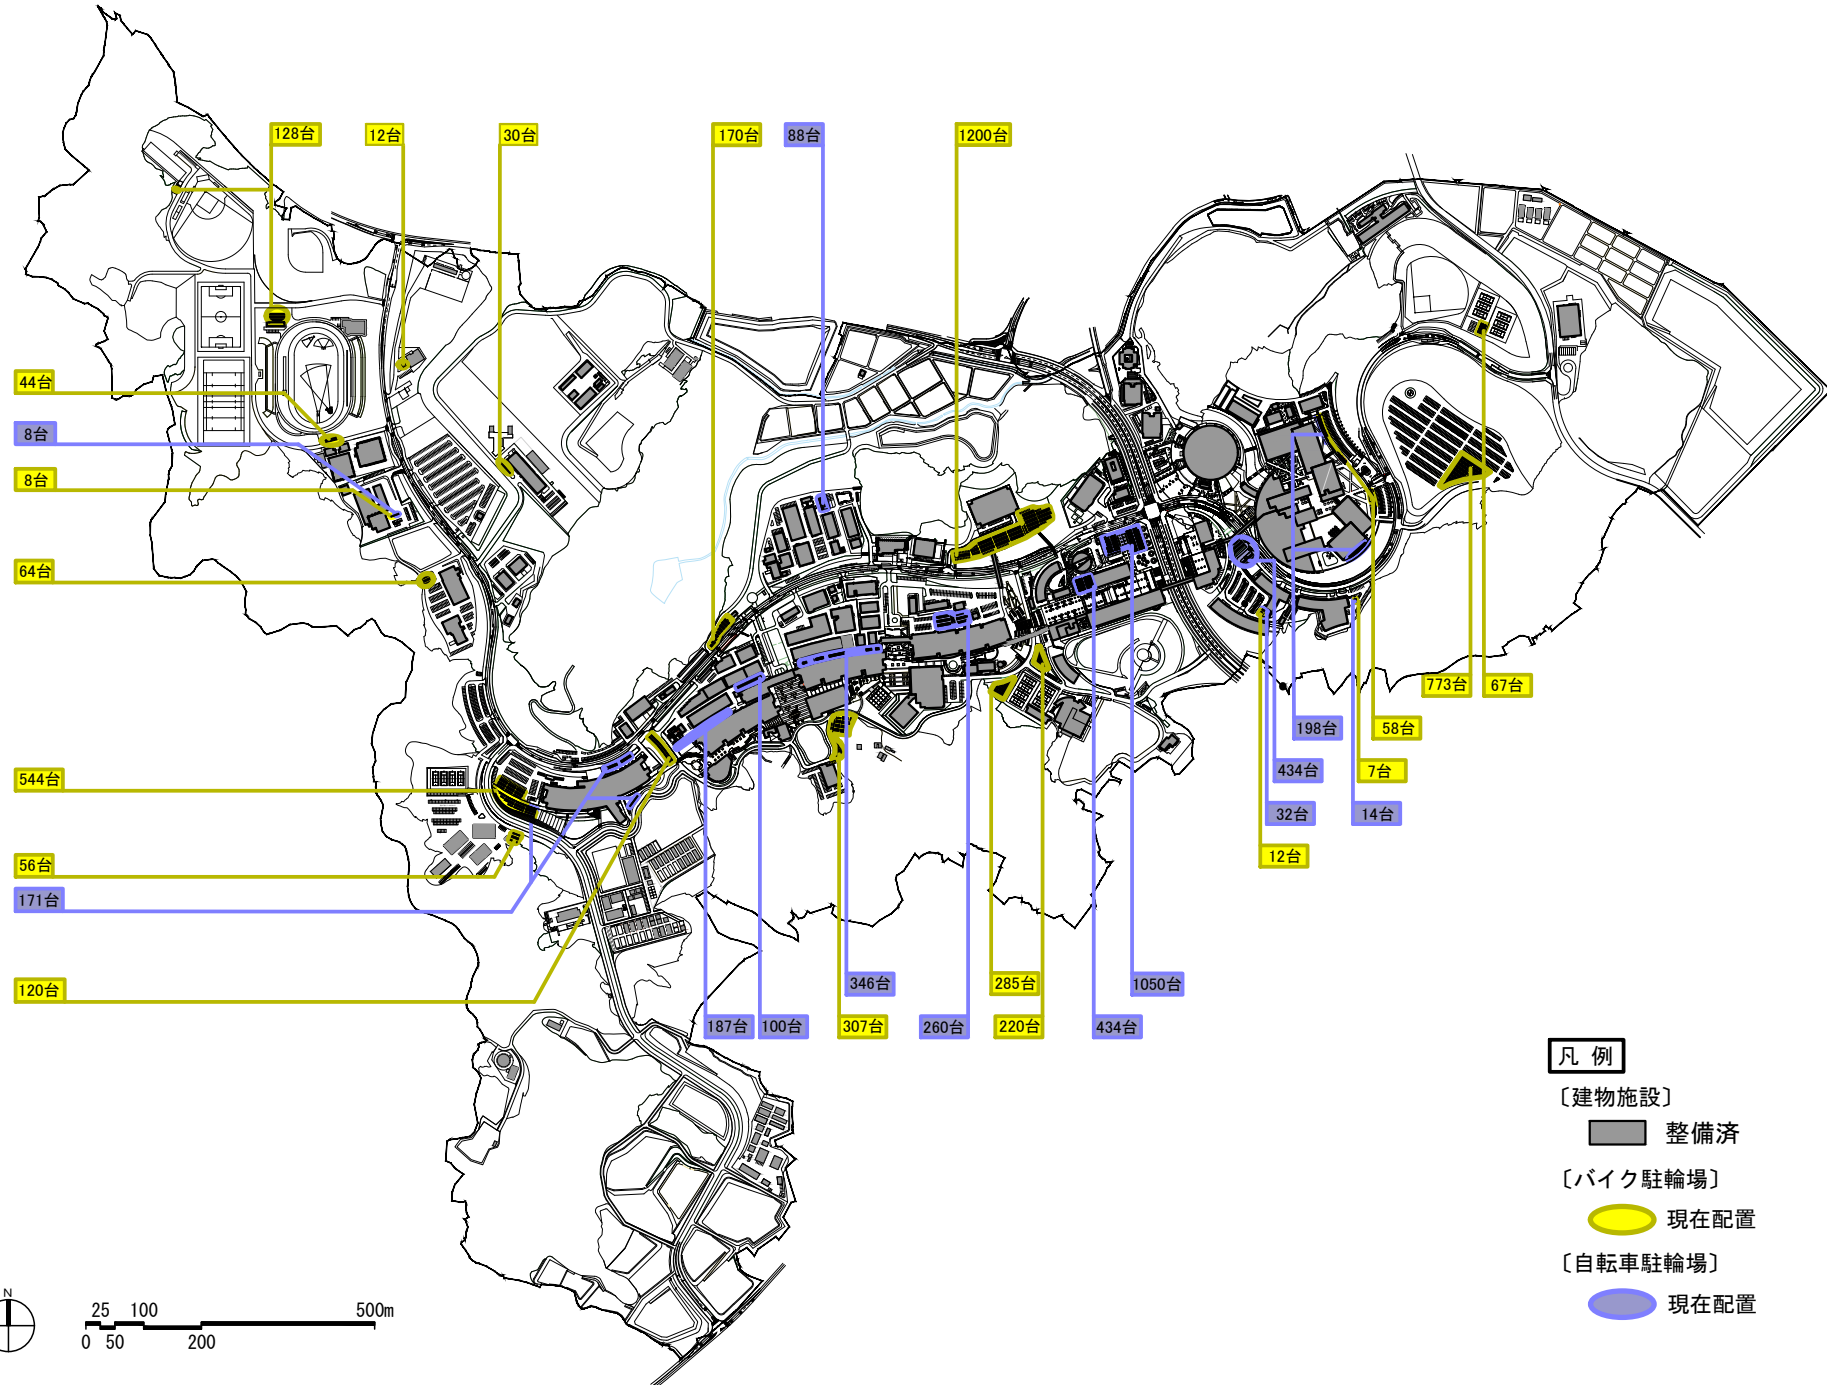 128台
12台
30台
170台
88台
1200台
44台
8台
8台
64台
773台
67台
198台
58台
544台
434台
7台
32台
14台
12台
56台
171台
120台
346台
285台
1050台
187台
100台
307台
260台
220台
434台
凡 例
〔建物施設〕
整備済
〔バイク駐輪場〕
現在配置
〔自転車駐輪場〕
現在配置
N
25 100 500m
0 50 200